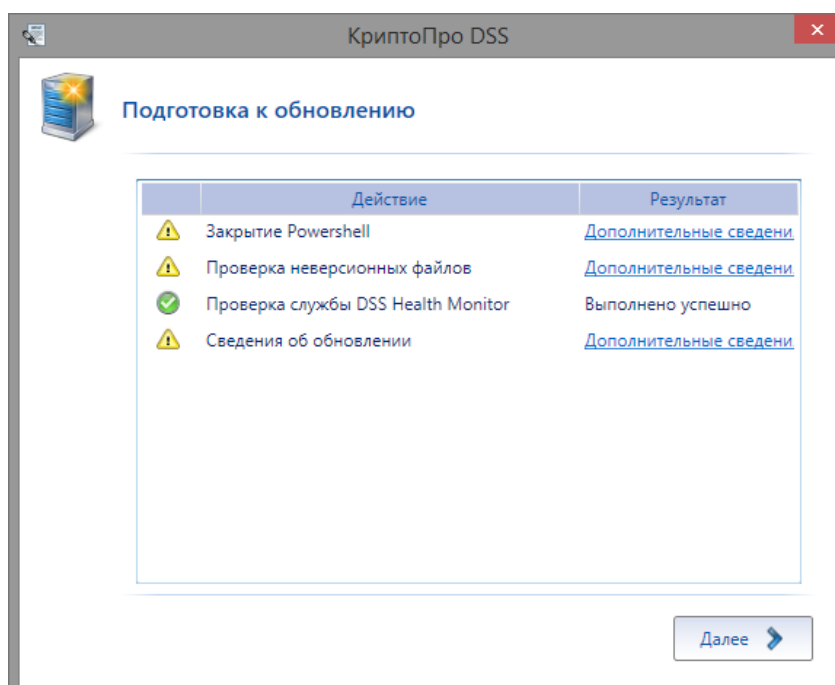 КриптоПро DSS
Подготовка к обновлению
Действие Результат
Закрытие Powershell Дополнительные сведени
Проверка неверсионных файлов Дополнительные сведени
Проверка службы DSS Health Monitor Выполнено успешно
Сведения об обновлении Дополнительные сведени
Далее